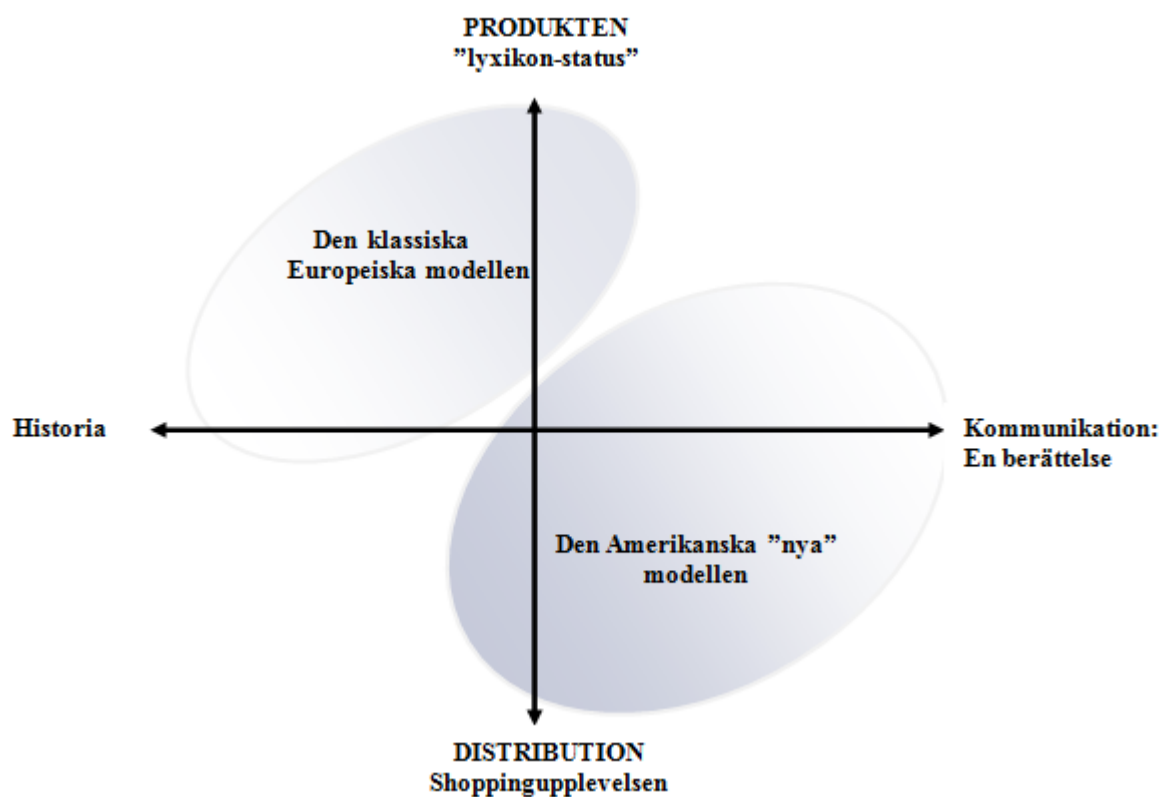 PRODUKTEN
”lyxikon-status”
Den klassiska
Europeiska modellen
Historia
Kommunikation:
En berättelse
Den Amerikanska ”nya”
modellen
DISTRIBUTION
Shoppingupplevelsen